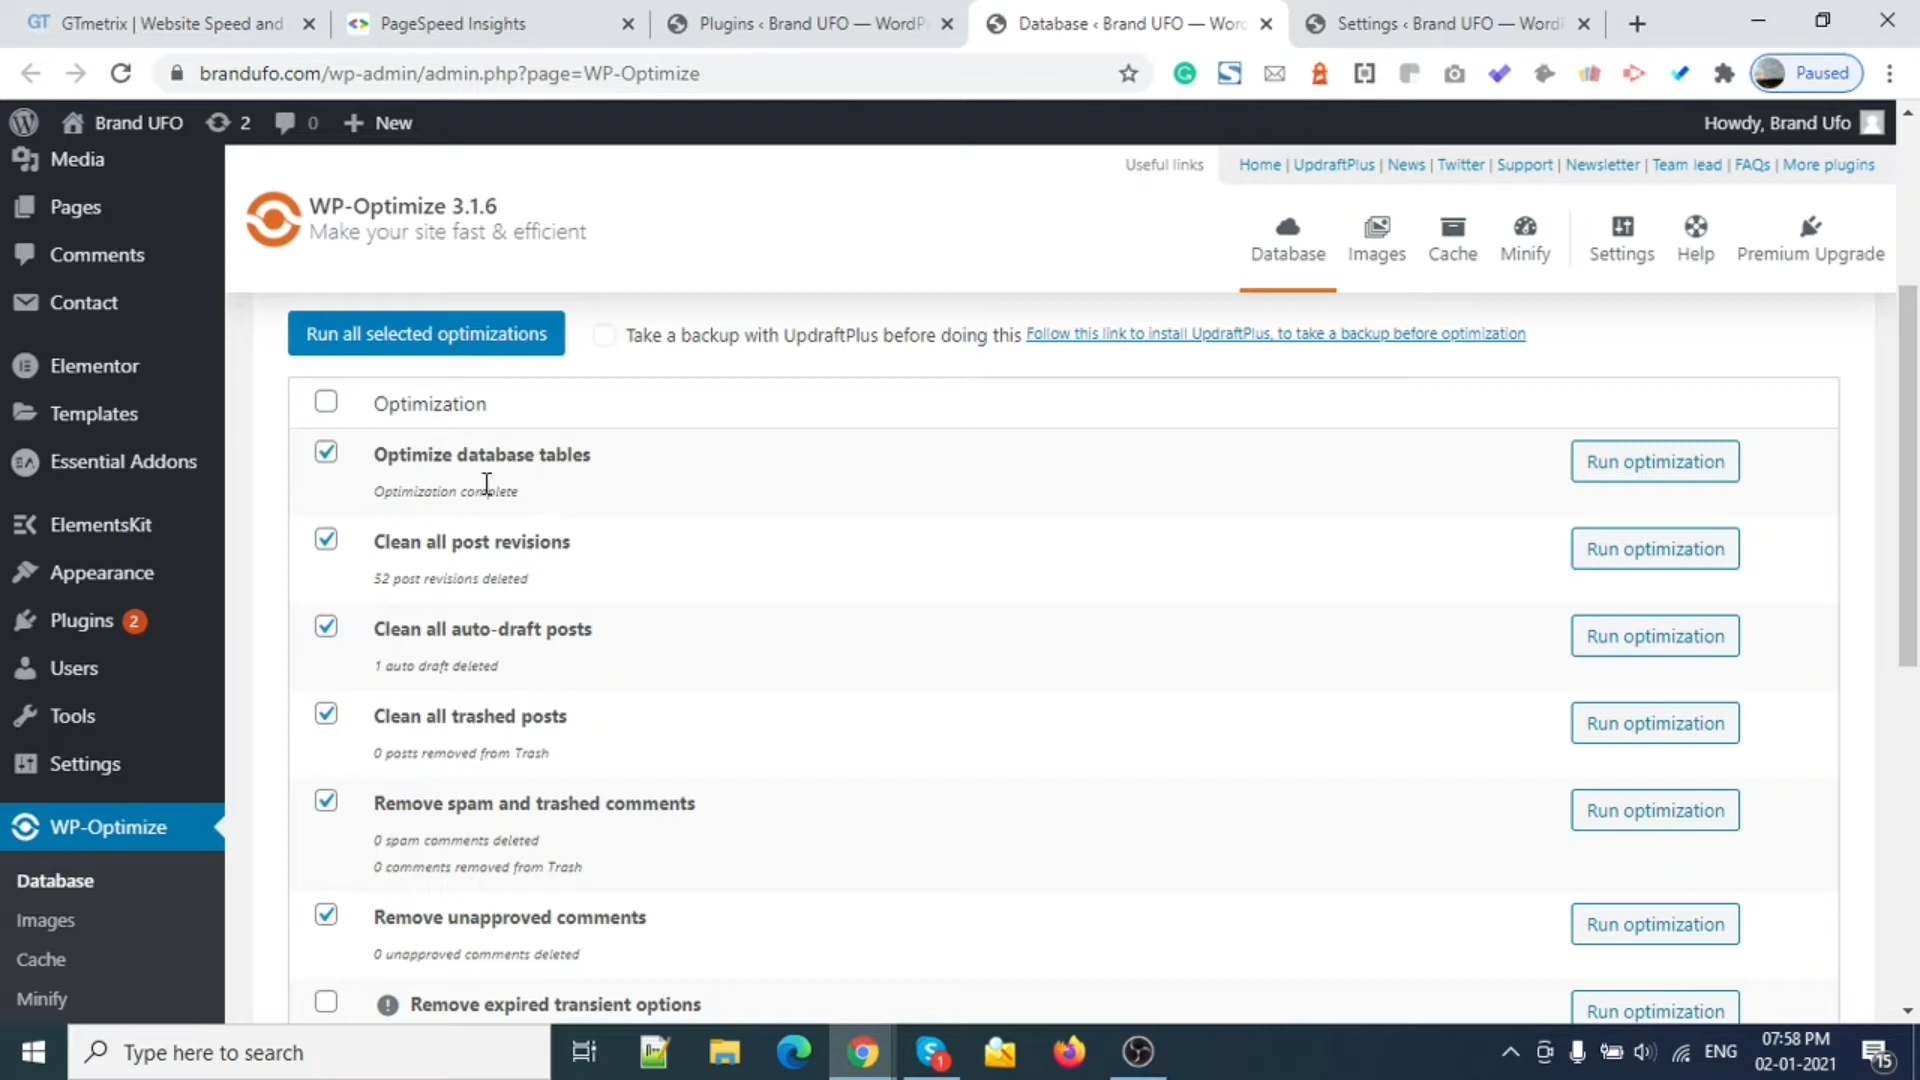 GTmetrix | Website Speed and
PageSpeed Insights
Plugins ‹ Brand UFO — WordPr
Database ‹ Brand UFO — Worc
Settings ‹ Brand UFO — Word
brandufo.com/wp-admin/admin.php?page=WP-Optimize
Paused
Brand UFO
2
0
New
Howdy, Brand Ufo
Media
Pages
Comments
Contact
Elementor
Templates
Essential Addons
ElementsKit
Appearance
Plugins 2
Users
Tools
Settings
WP-Optimize
Database
Images
Cache
Minify
Useful links
Home | UpdraftPlus | News | Twitter | Support | Newsletter | Team lead | FAQs | More plugins
WP-Optimize 3.1.6
Make your site fast & efficient
Database
Images
Cache
Minify
Settings
Help
Premium Upgrade
Run all selected optimizations
Take a backup with UpdraftPlus before doing this Follow this link to install UpdraftPlus, to take a backup before optimization
Optimization
Optimize database tables
Optimization complete
Run optimization
Clean all post revisions
52 post revisions deleted
Run optimization
Clean all auto-draft posts
1 auto draft deleted
Run optimization
Clean all trashed posts
0 posts removed from Trash
Run optimization
Remove spam and trashed comments
0 spam comments deleted
0 comments removed from Trash
Run optimization
Remove unapproved comments
0 unapproved comments deleted
Run optimization
Remove expired transient options
Run optimization
Type here to search
1
ENG
07:58 PM
02-01-2021
15